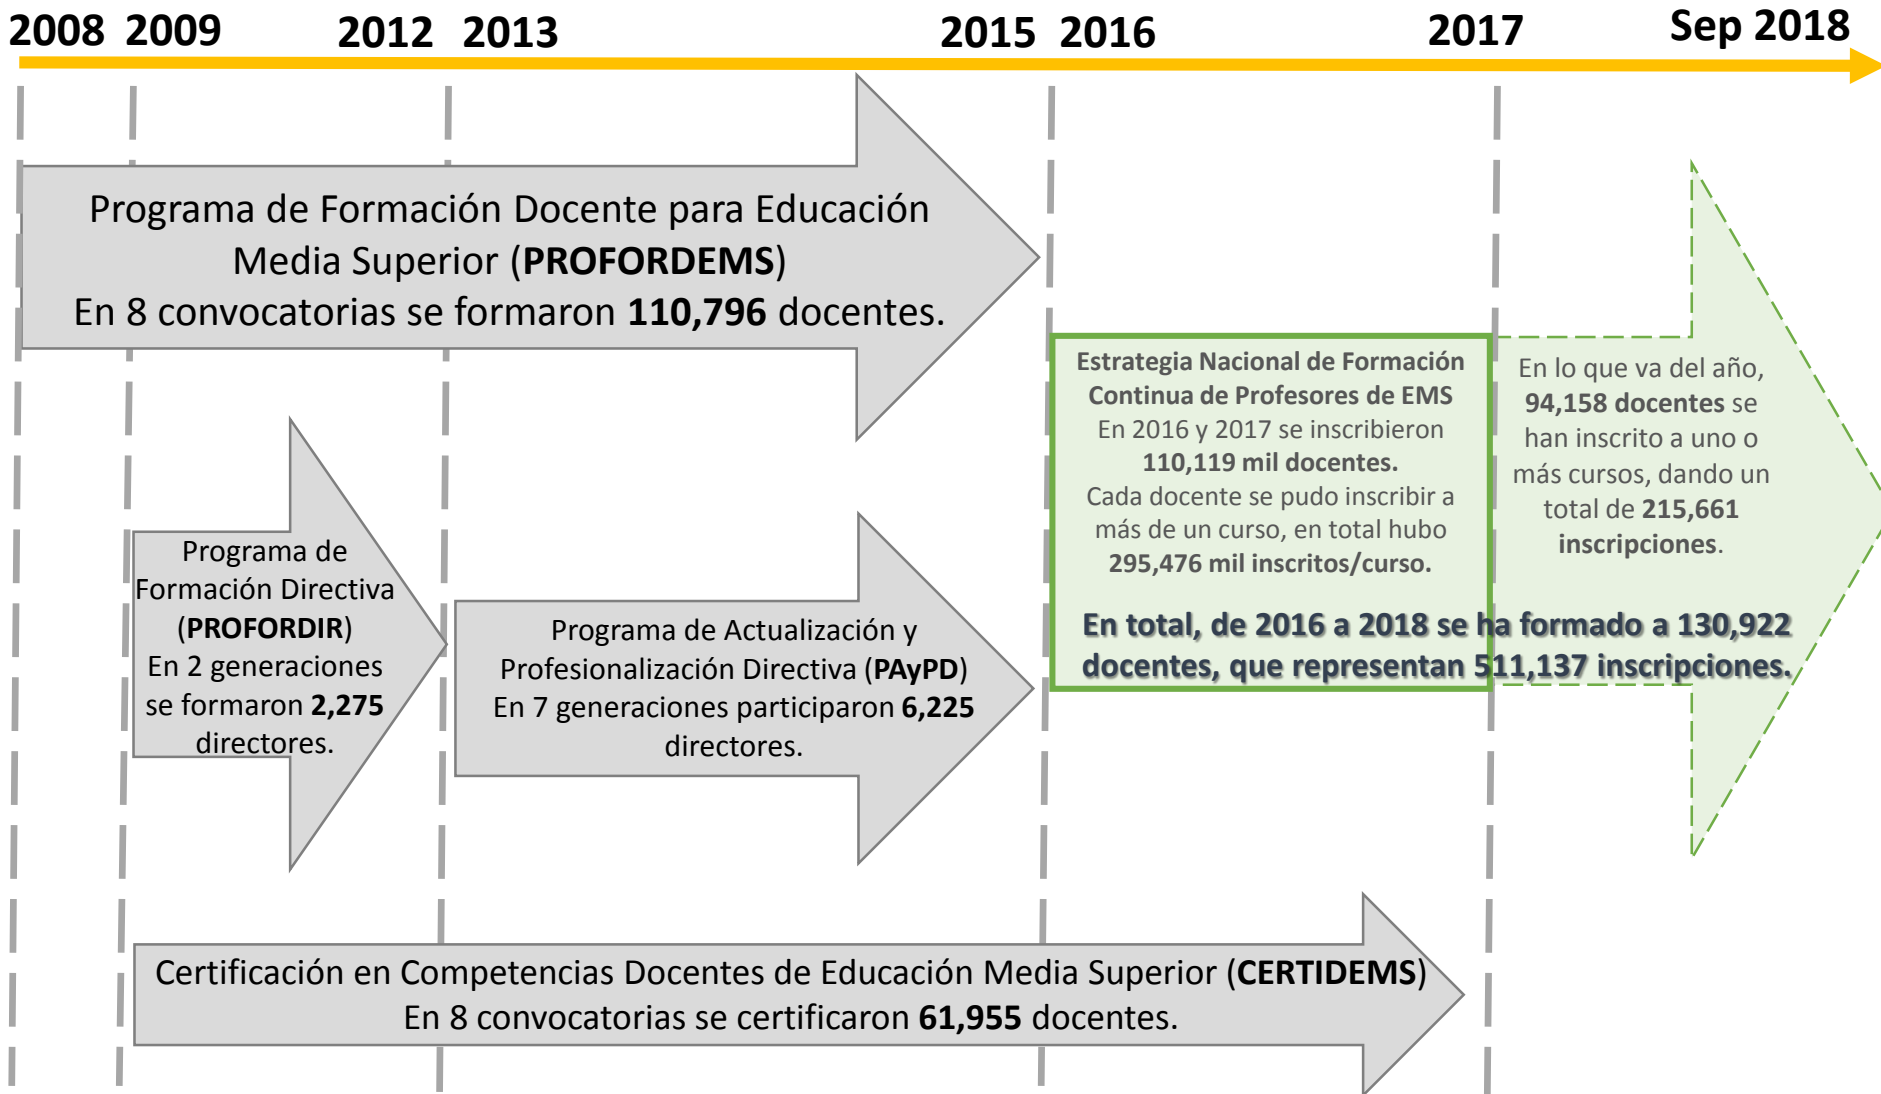 2008 2009 2012 2013 2015 2016 2017 Sep 2018
Programa de Formación Docente para Educación
Media Superior (PROFORDEMS)
En 8 convocatorias se formaron 110,796 docentes.
Programa de
Formación Directiva
(PROFORDIR)
En 2 generaciones
se formaron 2,275
directores.
Programa de Actualización y
Profesionalización Directiva (PAyPD)
En 7 generaciones participaron 6,225
directores.
Estrategia Nacional de Formación
Continua de Profesores de EMS
En 2016 y 2017 se inscribieron
110,119 mil docentes.
Cada docente se pudo inscribir a
más de un curso, en total hubo
295,476 mil inscritos/curso.
En lo que va del año,
94,158 docentes se
han inscrito a uno o
más cursos, dando un
total de 215,661
inscripciones.
En total, de 2016 a 2018 se ha formado a 130,922
docentes, que representan 511,137 inscripciones.
Certificación en Competencias Docentes de Educación Media Superior (CERTIDEMS)
En 8 convocatorias se certificaron 61,955 docentes.